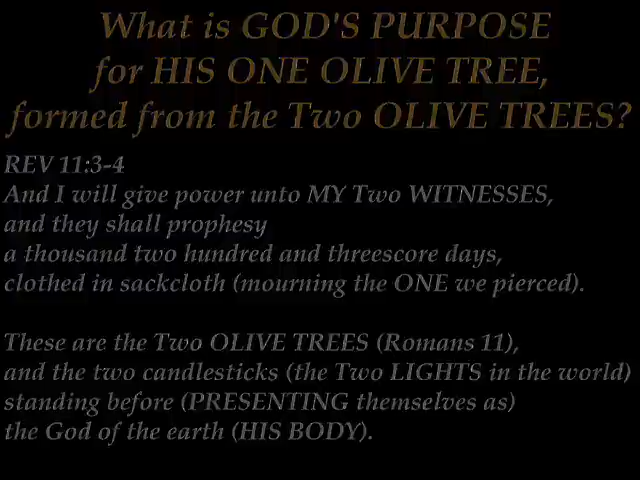 What is GOD'S PURPOSE
for HIS ONE OLIVE TREE,
formed from the Two OLIVE TREES?
REV 11:3-4
And I will give power unto MY Two WITNESSES,
and they shall prophesy
a thousand two hundred and threescore days,
clothed in sackcloth (mourning the ONE we pierced).
These are the Two OLIVE TREES (Romans 11),
and the two candlesticks (the Two LIGHTS in the world)
standing before (PRESENTING themselves as)
the God of the earth (HIS BODY).